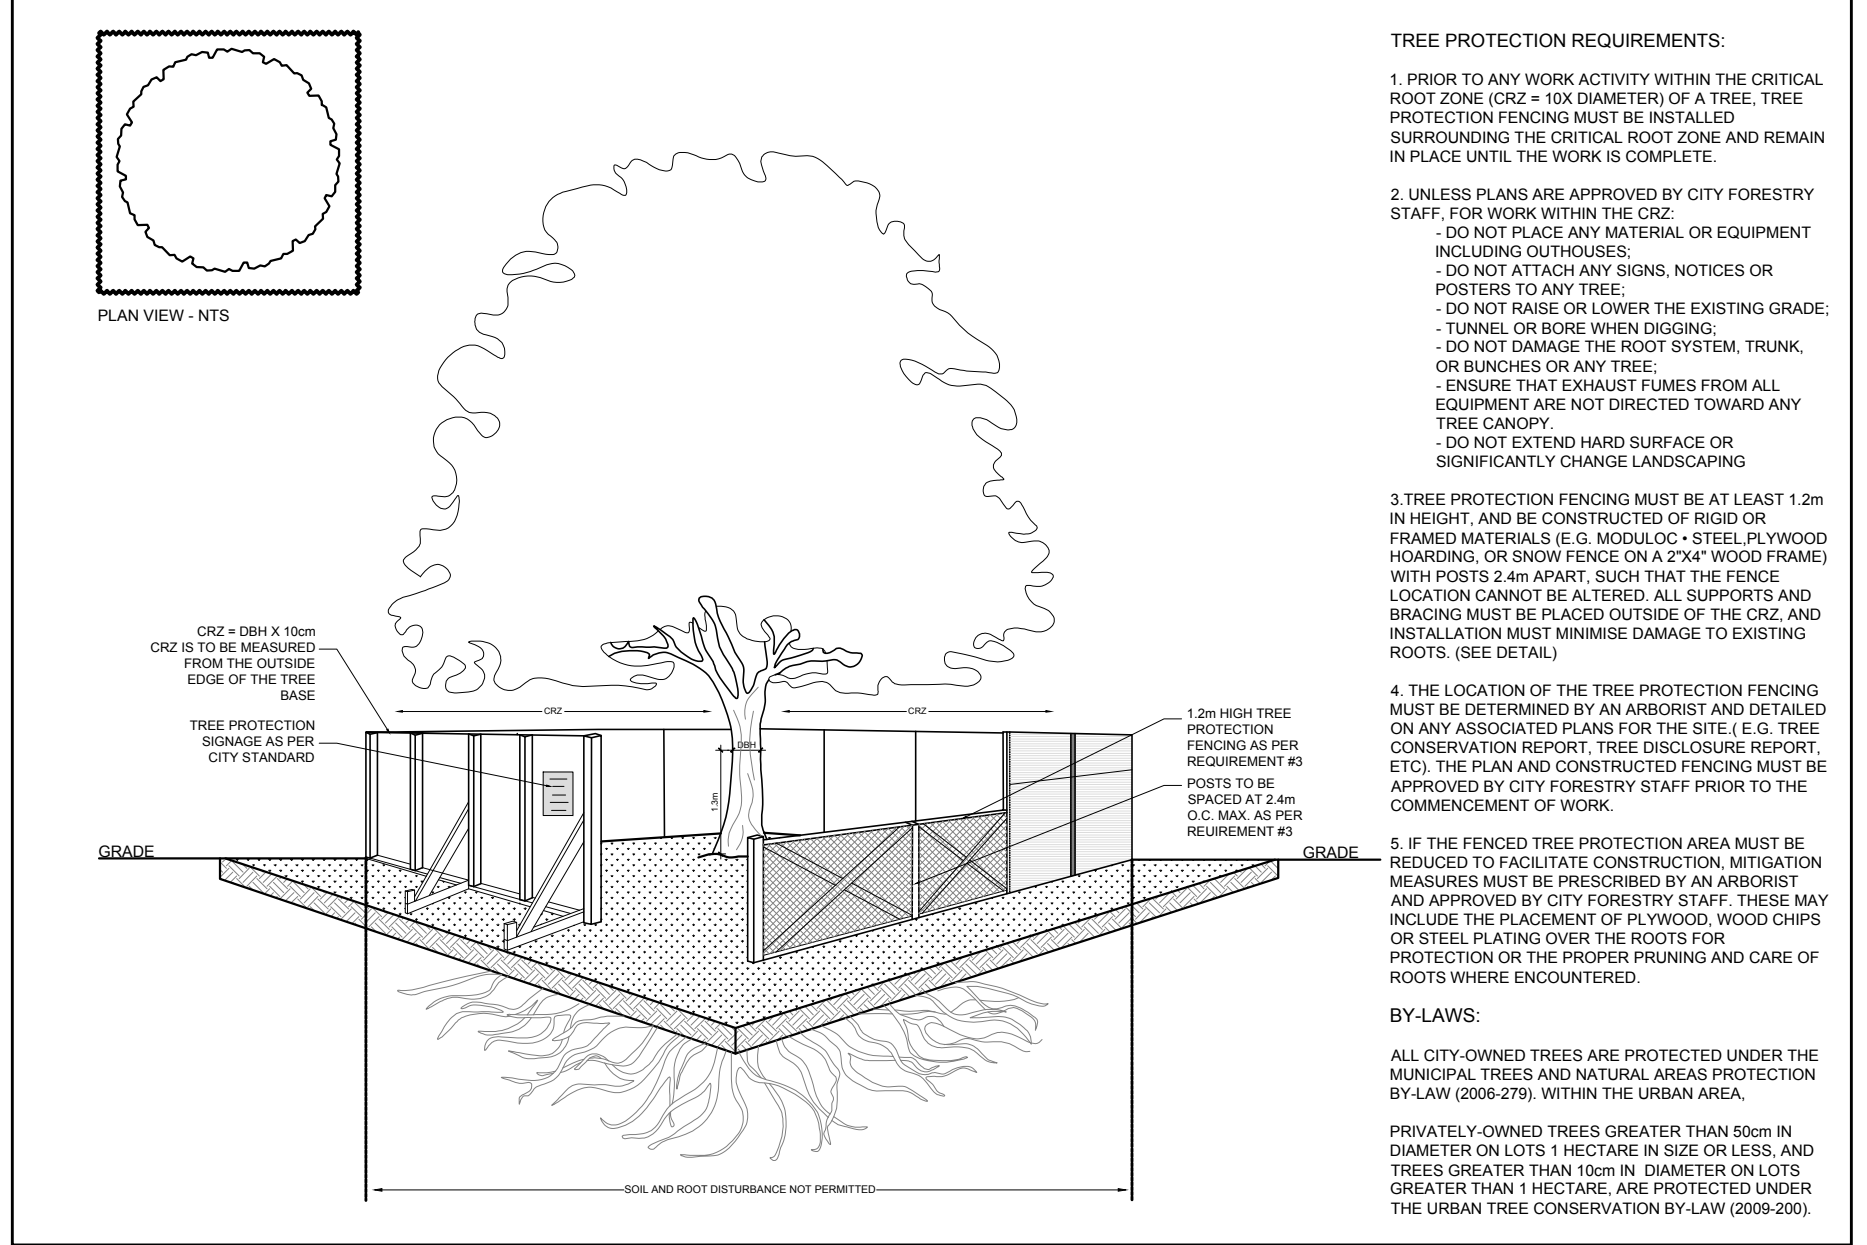 PLAN VIEW - NTS
CRZ = DBH X 10cm
CRZ IS TO BE MEASURED
FROM THE OUTSIDE
EDGE OF THE TREE
BASE
TREE PROTECTION
SIGNAGE AS PER
CITY STANDARD
CRZ
CRZ
DBH
1.3m
1.2m HIGH TREE
PROTECTION
FENCING AS PER
REQUIREMENT #3
POSTS TO BE
SPACED AT 2.4m
O.C. MAX. AS PER
REUIREMENT #3
GRADE
GRADE
SOIL AND ROOT DISTURBANCE NOT PERMITTED
TREE PROTECTION REQUIREMENTS:
1. PRIOR TO ANY WORK ACTIVITY WITHIN THE CRITICAL
ROOT ZONE (CRZ = 10X DIAMETER) OF A TREE, TREE
PROTECTION FENCING MUST BE INSTALLED
SURROUNDING THE CRITICAL ROOT ZONE AND REMAIN
IN PLACE UNTIL THE WORK IS COMPLETE.
2. UNLESS PLANS ARE APPROVED BY CITY FORESTRY
STAFF, FOR WORK WITHIN THE CRZ:
- DO NOT PLACE ANY MATERIAL OR EQUIPMENT
INCLUDING OUTHOUSES;
- DO NOT ATTACH ANY SIGNS, NOTICES OR
POSTERS TO ANY TREE;
- DO NOT RAISE OR LOWER THE EXISTING GRADE;
- TUNNEL OR BORE WHEN DIGGING;
- DO NOT DAMAGE THE ROOT SYSTEM, TRUNK,
OR BUNCHES OR ANY TREE;
- ENSURE THAT EXHAUST FUMES FROM ALL
EQUIPMENT ARE NOT DIRECTED TOWARD ANY
TREE CANOPY.
- DO NOT EXTEND HARD SURFACE OR
SIGNIFICANTLY CHANGE LANDSCAPING
3.TREE PROTECTION FENCING MUST BE AT LEAST 1.2m
IN HEIGHT, AND BE CONSTRUCTED OF RIGID OR
FRAMED MATERIALS (E.G. MODULOC • STEEL,PLYWOOD
HOARDING, OR SNOW FENCE ON A 2"X4" WOOD FRAME)
WITH POSTS 2.4m APART, SUCH THAT THE FENCE
LOCATION CANNOT BE ALTERED. ALL SUPPORTS AND
BRACING MUST BE PLACED OUTSIDE OF THE CRZ, AND
INSTALLATION MUST MINIMISE DAMAGE TO EXISTING
ROOTS. (SEE DETAIL)
4. THE LOCATION OF THE TREE PROTECTION FENCING
MUST BE DETERMINED BY AN ARBORIST AND DETAILED
ON ANY ASSOCIATED PLANS FOR THE SITE.( E.G. TREE
CONSERVATION REPORT, TREE DISCLOSURE REPORT,
ETC). THE PLAN AND CONSTRUCTED FENCING MUST BE
APPROVED BY CITY FORESTRY STAFF PRIOR TO THE
COMMENCEMENT OF WORK.
5. IF THE FENCED TREE PROTECTION AREA MUST BE
REDUCED TO FACILITATE CONSTRUCTION, MITIGATION
MEASURES MUST BE PRESCRIBED BY AN ARBORIST
AND APPROVED BY CITY FORESTRY STAFF. THESE MAY
INCLUDE THE PLACEMENT OF PLYWOOD, WOOD CHIPS
OR STEEL PLATING OVER THE ROOTS FOR
PROTECTION OR THE PROPER PRUNING AND CARE OF
ROOTS WHERE ENCOUNTERED.
BY-LAWS:
ALL CITY-OWNED TREES ARE PROTECTED UNDER THE
MUNICIPAL TREES AND NATURAL AREAS PROTECTION
BY-LAW (2006-279). WITHIN THE URBAN AREA,
PRIVATELY-OWNED TREES GREATER THAN 50cm IN
DIAMETER ON LOTS 1 HECTARE IN SIZE OR LESS, AND
TREES GREATER THAN 10cm IN DIAMETER ON LOTS
GREATER THAN 1 HECTARE, ARE PROTECTED UNDER
THE URBAN TREE CONSERVATION BY-LAW (2009-200).